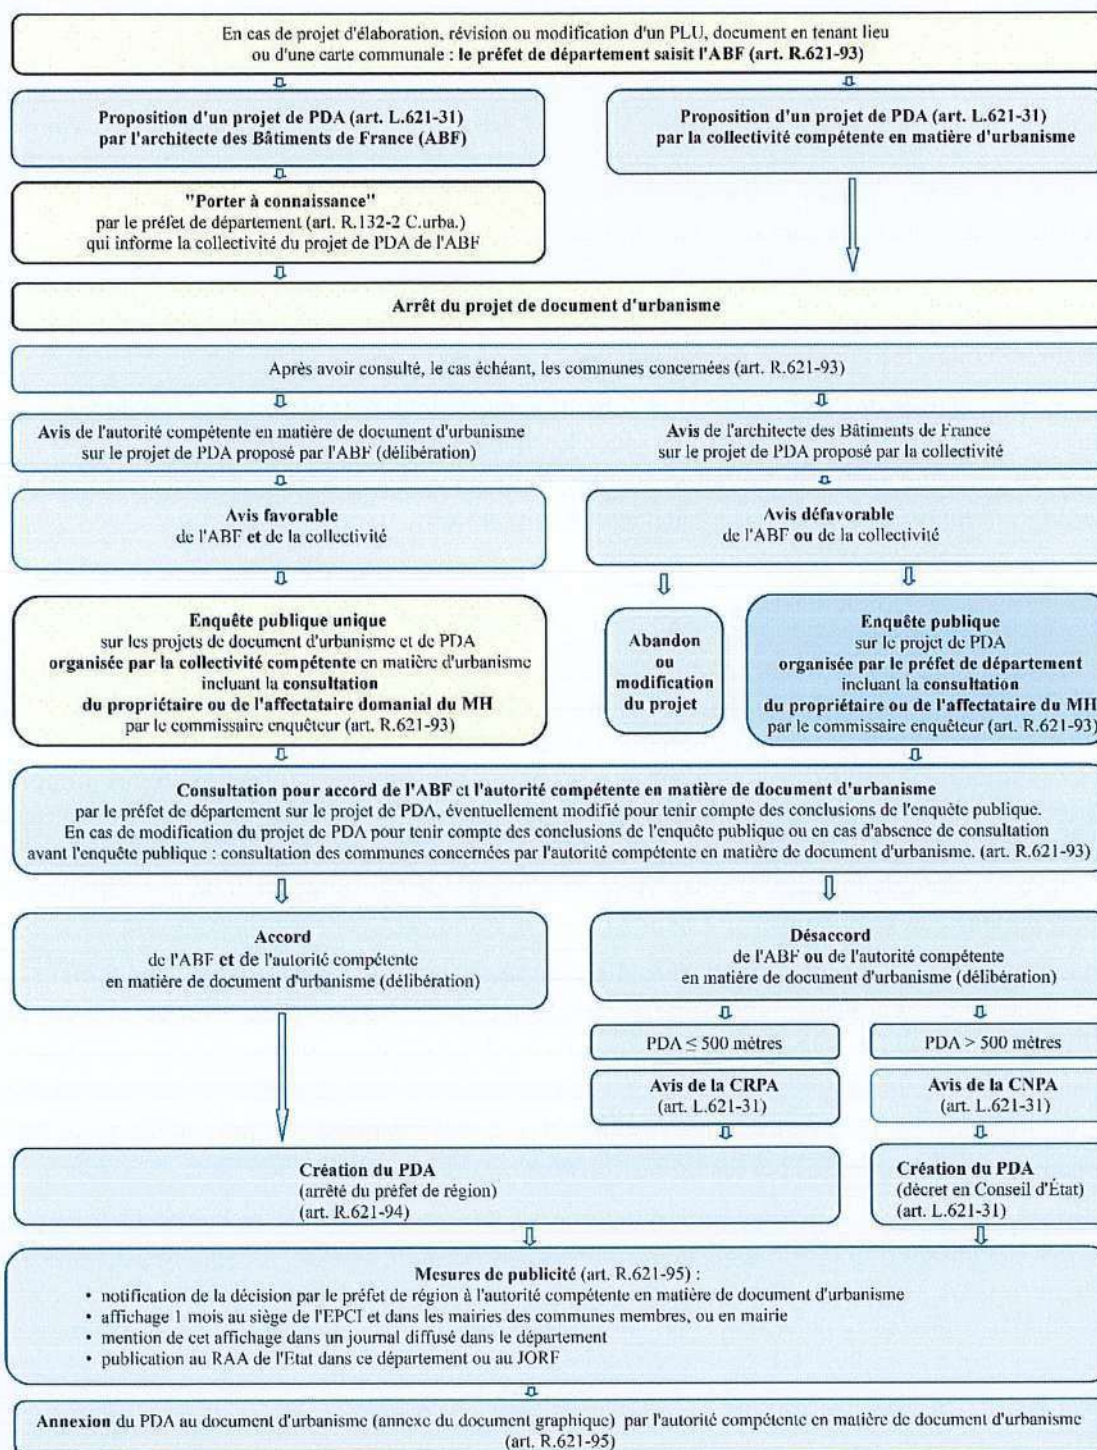 En cas de projet d'élaboration, révision ou modification d'un PLU, document en tenant lieu
ou d'une carte communale : le préfet de département saisit l'ABF (art. R.621-93)
Proposition d'un projet de PDA (art. L.621-31)
par l'architecte des Bâtiments de France (ABF)
Proposition d'un projet de PDA (art. L.621-31)
par la collectivité compétente en matière d'urbanisme
"Porter à connaissance"
par le préfet de département (art. R.132-2 C.urba.)
qui informe la collectivité du projet de PDA de l'ABF
Arrêt du projet de document d'urbanisme
Après avoir consulté, le cas échéant, les communes concernées (art. R.621-93)
Avis de l'autorité compétente en matière de document d'urbanisme
sur le projet de PDA proposé par l'ABF (délibération)
Avis de l'architecte des Bâtiments de France
sur le projet de PDA proposé par la collectivité
Avis favorable
de l'ABF et de la collectivité
Avis défavorable
de l'ABF ou de la collectivité
Enquête publique unique
sur les projets de document d'urbanisme et de PDA
organisée par la collectivité compétente en matière d'urbanisme
incluant la consultation
du propriétaire ou de l'affectataire domanial du MH
par le commissaire enquêteur (art. R.621-93)
Abandon
ou
modification
du projet
Enquête publique
sur le projet de PDA
organisée par le préfet de département
incluant la consultation
du propriétaire ou de l'affectataire du MH
par le commissaire enquêteur (art. R.621-93)
Consultation pour accord de l'ABF et l'autorité compétente en matière de document d'urbanisme
par le préfet de département sur le projet de PDA, éventuellement modifié pour tenir compte des conclusions de l'enquête publique.
En cas de modification du projet de PDA pour tenir compte des conclusions de l'enquête publique ou en cas d'absence de consultation
avant l'enquête publique : consultation des communes concernées par l'autorité compétente en matière de document d'urbanisme. (art. R.621-93)
Accord
de l'ABF et de l'autorité compétente
en matière de document d'urbanisme (délibération)
Désaccord
de l'ABF ou de l'autorité compétente
en matière de document d'urbanisme (délibération)
PDA ≤ 500 mètres
PDA > 500 mètres
Avis de la CRPA
(art. L.621-31)
Avis de la CNPA
(art. L.621-31)
Création du PDA
(arrêté du préfet de région)
(art. R.621-94)
Création du PDA
(décret en Conseil d'État)
(art. L.621-31)
Mesures de publicité (art. R.621-95) :
• notification de la décision par le préfet de région à l'autorité compétente en matière de document d'urbanisme
• affichage 1 mois au siège de l'EPCI et dans les mairies des communes membres, ou en mairie
• mention de cet affichage dans un journal diffusé dans le département
• publication au RAA de l'Etat dans ce département ou au JORF
Annexion du PDA au document d'urbanisme (annexe du document graphique) par l'autorité compétente en matière de document d'urbanisme
(art. R.621-95)